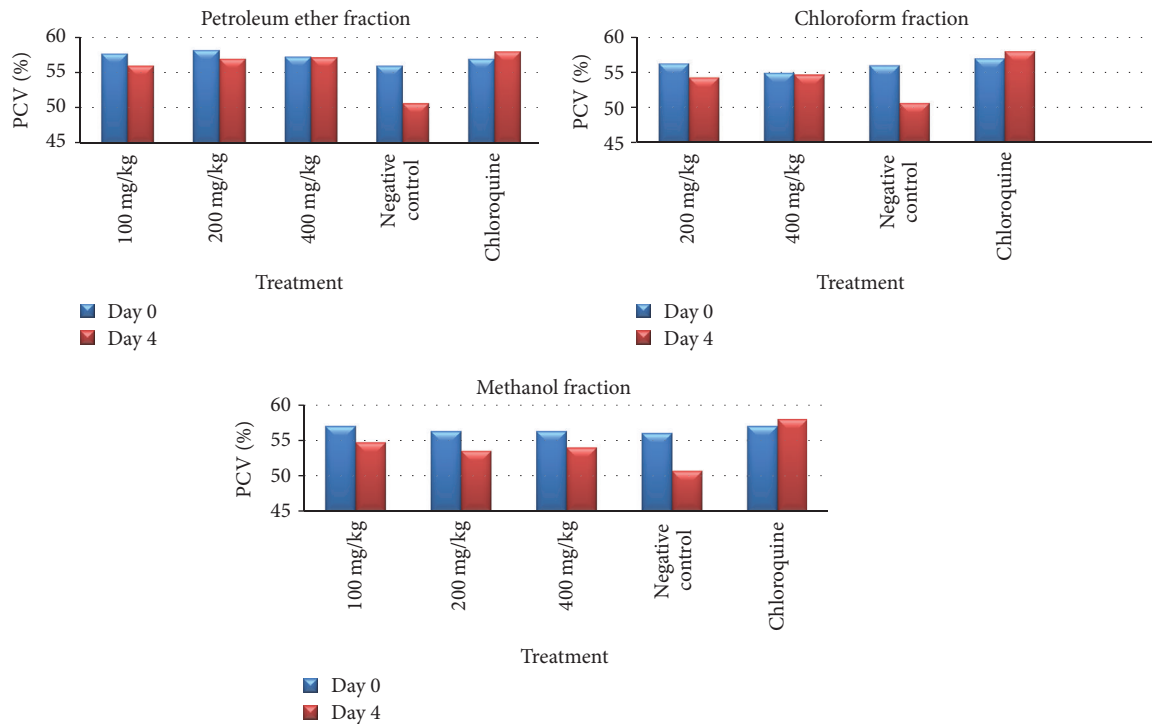 Petroleum ether fraction
PCV (%)
60
55
50
45
100 mg/kg
200 mg/kg
400 mg/kg
Negative
control
Chloroquine
Treatment
Day 0
Day 4
Chloroform fraction
PCV (%)
60
55
50
45
200 mg/kg
400 mg/kg
Negative
control
Chloroquine
Treatment
Day 0
Day 4
Methanol fraction
PCV (%)
60
55
50
45
100 mg/kg
200 mg/kg
400 mg/kg
Negative
control
Chloroquine
Treatment
Day 0
Day 4